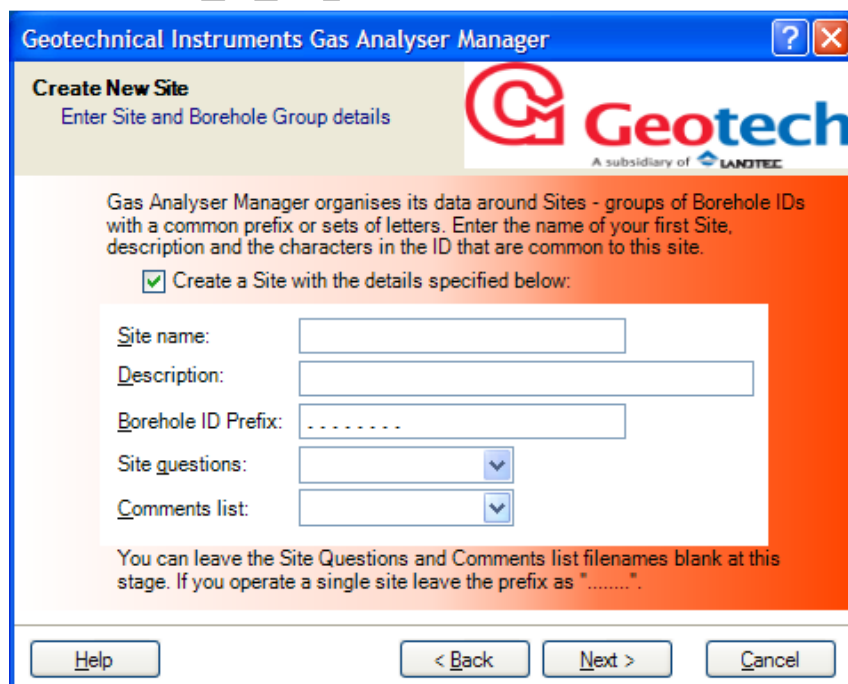 Geotechnical Instruments Gas Analyser Manager
Create New Site
Enter Site and Borehole Group details
Geotech
A subsidiary of LANDTEC
Gas Analyser Manager organises its data around Sites - groups of Borehole IDs
with a common prefix or sets of letters. Enter the name of your first Site,
description and the characters in the ID that are common to this site.
Create a Site with the details specified below:
Site name:
Description:
Borehole ID Prefix: ........
Site questions:
Comments list:
You can leave the Site Questions and Comments list filenames blank at this
stage. If you operate a single site leave the prefix as "........".
Help < Back Next > Cancel